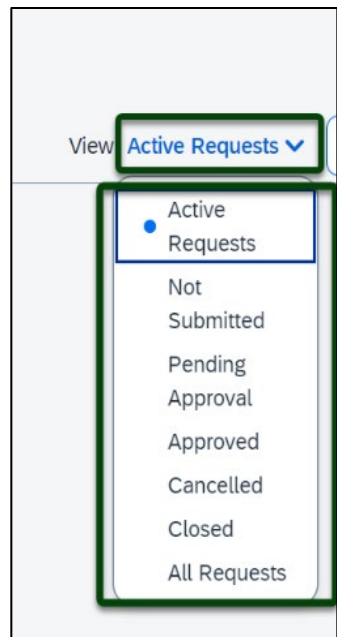 View Active Requests
Active
Requests
Not
Submitted
Pending
Approval
Approved
Cancelled
Closed
All Requests